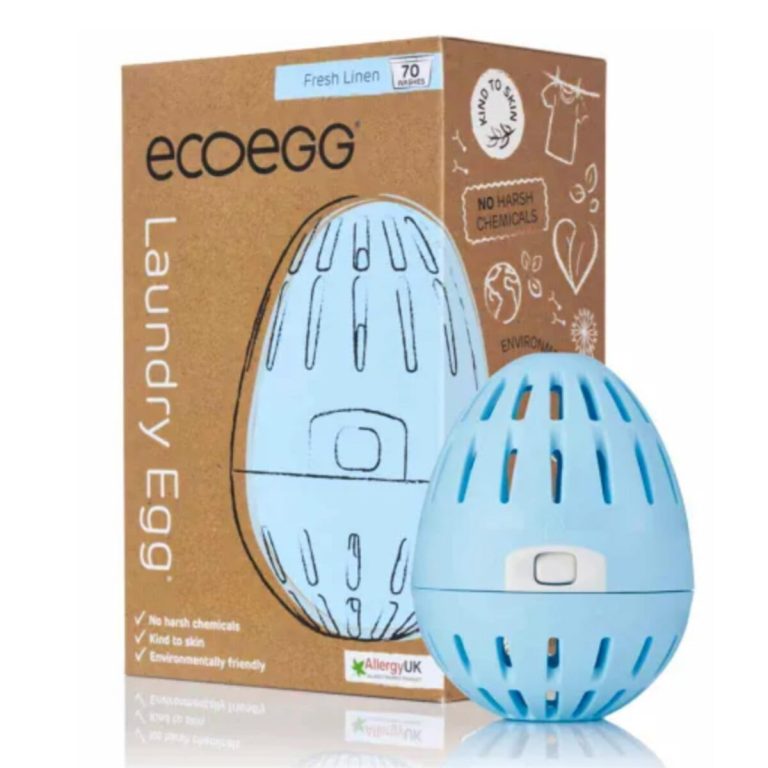 Fresh Linen
70
WASHES
ecoegg®
Laundry Egg®
✓ No harsh chemicals
✓ Kind to skin
✓ Environmentally friendly
AllergyUK
KIND TO SKIN
NO HARSH
CHEMICALS